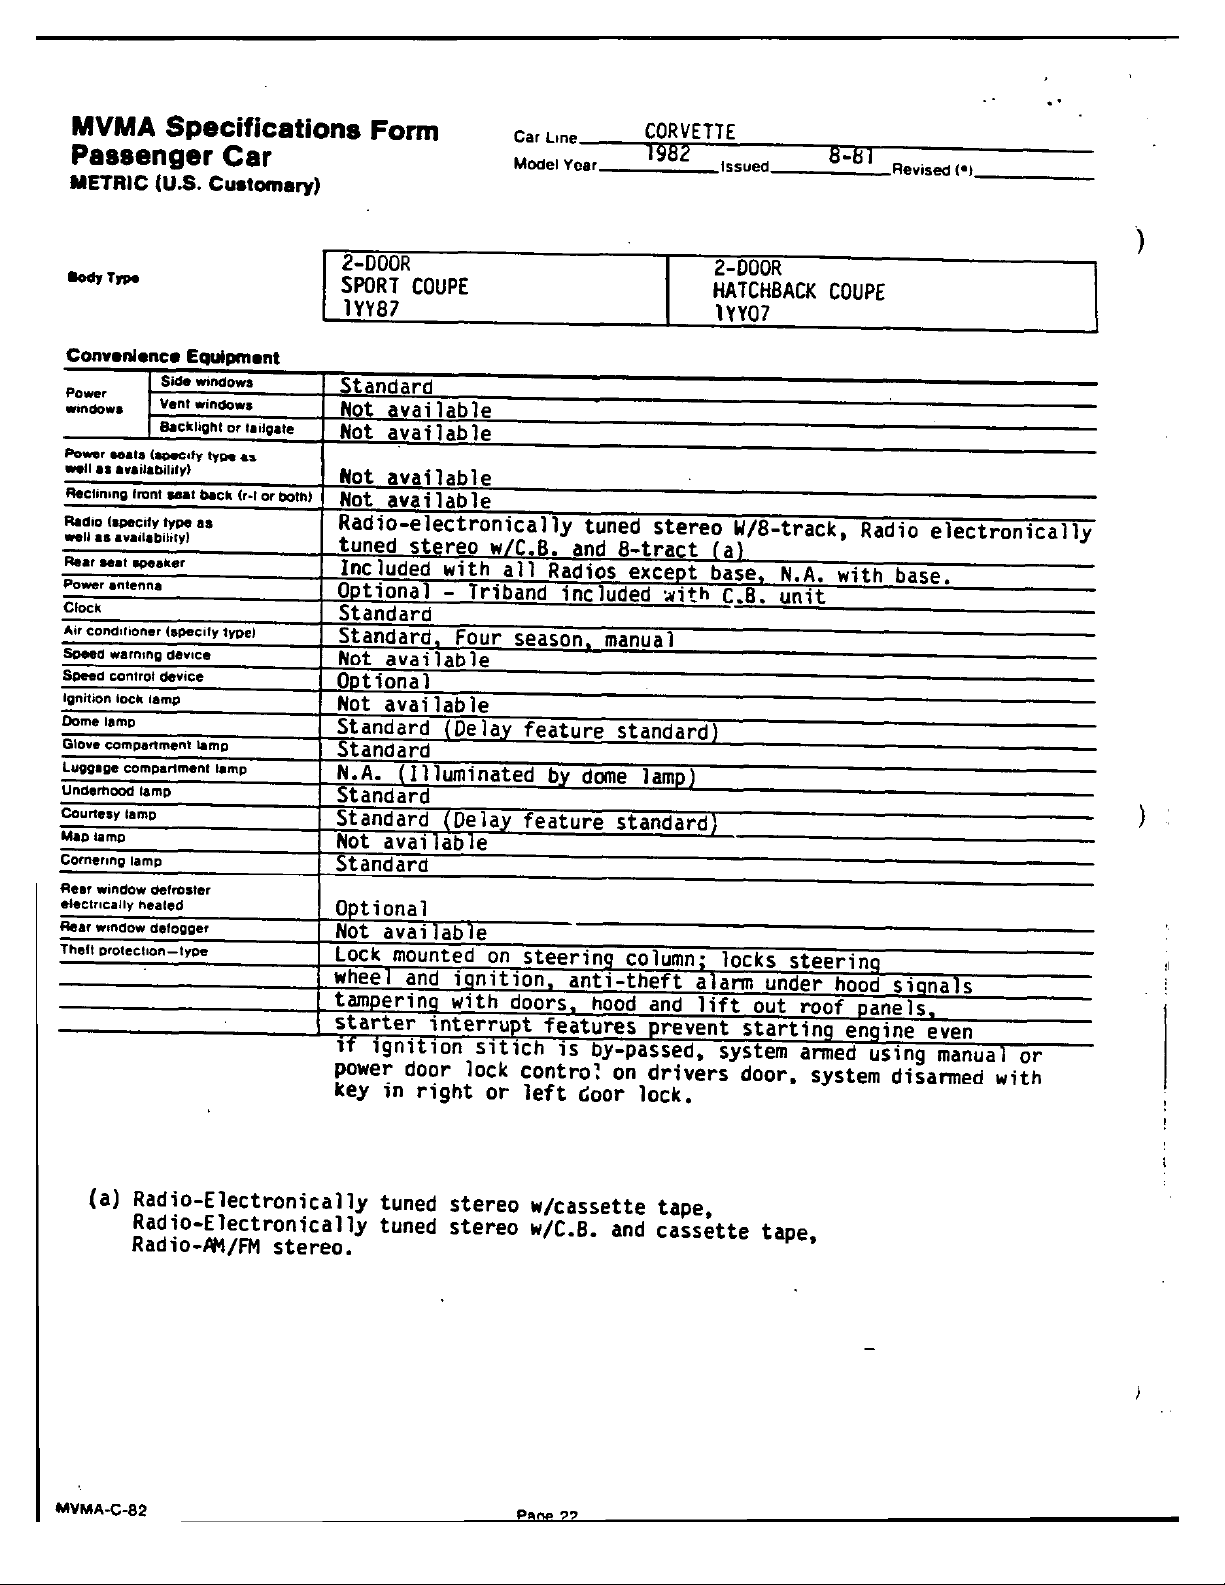 MVMA Specifications Form
Passenger Car
METRIC (U.S. Customary)
Car Line CORVETTE
Model Year 1982 Issued 8-81 Revised (•)
Body Type
2-DOOR
SPORT COUPE
1YY87
2-DOOR
HATCHBACK COUPE
1YY07
Convenience Equipment
Power windows
Side windows Standard
Vent windows Not available
Backlight or tailgate Not available
Power seats (specify type as
well as availability) Not available
Reclining front seat back (r-l or both) Not available
Radio (specify type as Radio-electronically tuned stereo W/8-track, Radio electronically
well as availability) tuned stereo w/C.B. and 8-tract (a)
Rear seat speaker Included with all Radios except base, N.A. with base.
Power antenna Optional - Triband included with C.B. unit
Clock Standard
Air conditioner (specify type) Standard, Four season, manual
Speed warning device Not available
Speed control device Optional
Ignition lock lamp Not available
Dome lamp Standard (Delay feature standard)
Glove compartment lamp Standard
Luggage compartment lamp N.A. (Illuminated by dome lamp)
Underhood lamp Standard
Courtesy lamp Standard (Delay feature standard)
Map lamp Not available
Cornering lamp Standard
Rear window defroster
electrically heated Optional
Rear window defogger Not available
Theft protection—type Lock mounted on steering column; locks steering
wheel and ignition, anti-theft alarm under hood signals
tampering with doors, hood and lift out roof panels,
starter interrupt features prevent starting engine even
if ignition sitich is by-passed, system armed using manual or
power door lock control on drivers door, system disarmed with
key in right or left door lock.
(a) Radio-Electronically tuned stereo w/cassette tape,
Radio-Electronically tuned stereo w/C.B. and cassette tape,
Radio-AM/FM stereo.
MVMA-C-82
Page 22